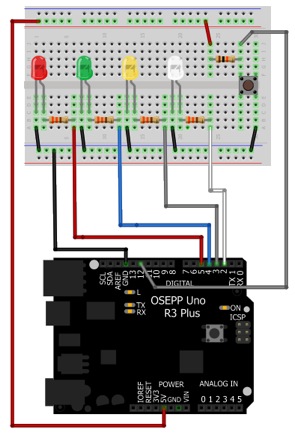 SCL
SDA
AREF
GND
13
12
11
10
9
8
7
6
5
4
3
2
TX 1
RX 0
DIGITAL
L
OSEPP Uno
R3 Plus
TX
RX
ON
ICSP
POWER
ANALOG IN
IOREF
RESET
3V3
5V
GND
VIN
0 1 2 3 4 5